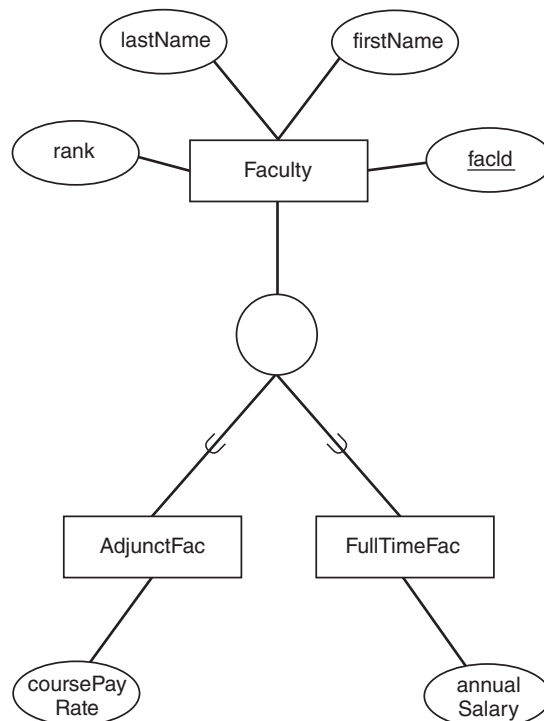 lastName
firstName
rank
Faculty
facId
AdjunctFac
FullTimeFac
coursePay
Rate
annual
Salary